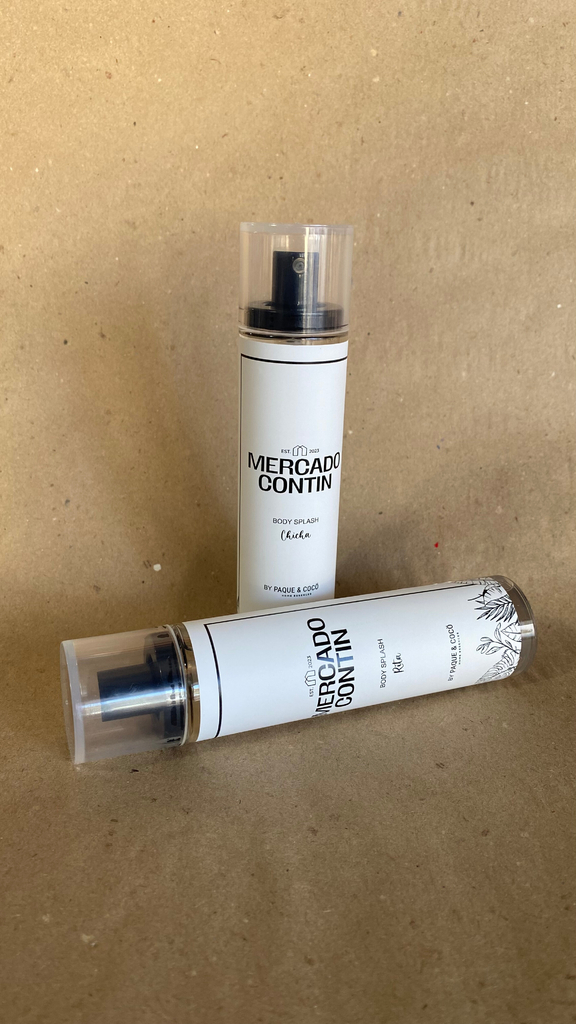 EST. 2023
MERCADO
CONTIN
BODY SPLASH
Chicha
BY PAQUE & COCÓ
EST. 2023
MERCADO
CONTIN
BODY SPLASH
Rita
BY PAQUE & COCÓ